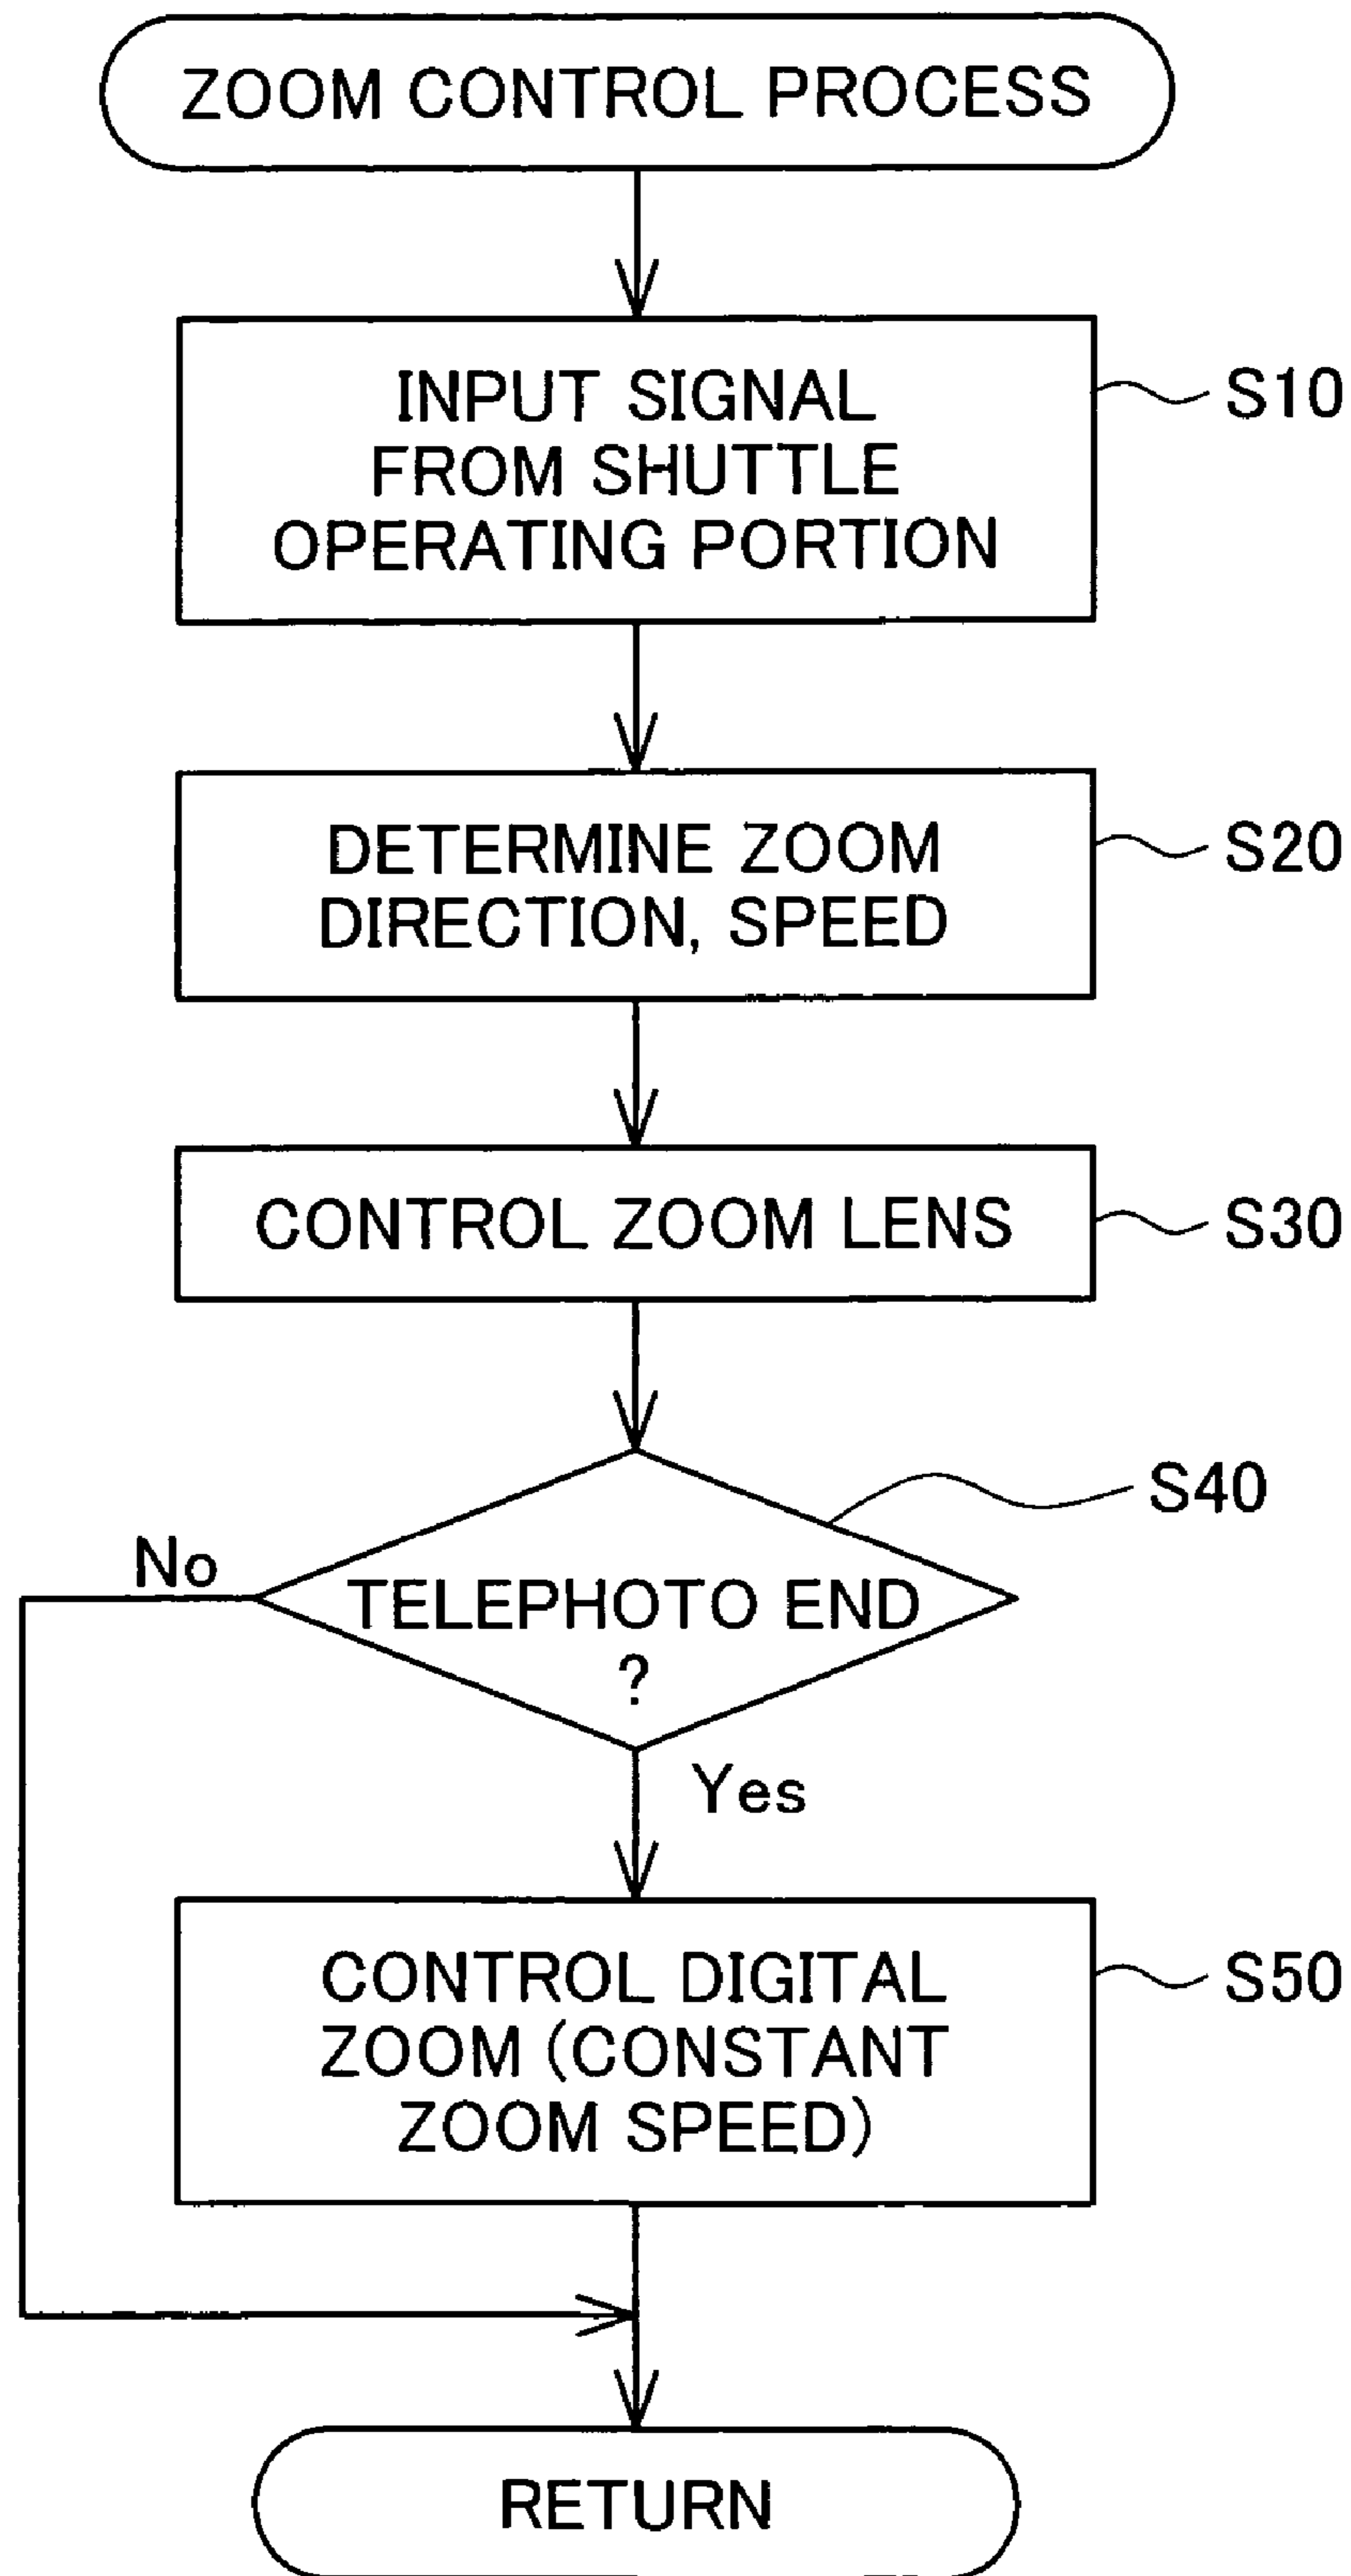 ZOOM CONTROL PROCESS
INPUT SIGNAL
FROM SHUTTLE
OPERATING PORTION
S10
DETERMINE ZOOM
DIRECTION, SPEED
S20
CONTROL ZOOM LENS
S30
S40
No
TELEPHOTO END
?
Yes
CONTROL DIGITAL
ZOOM (CONSTANT
ZOOM SPEED)
S50
RETURN